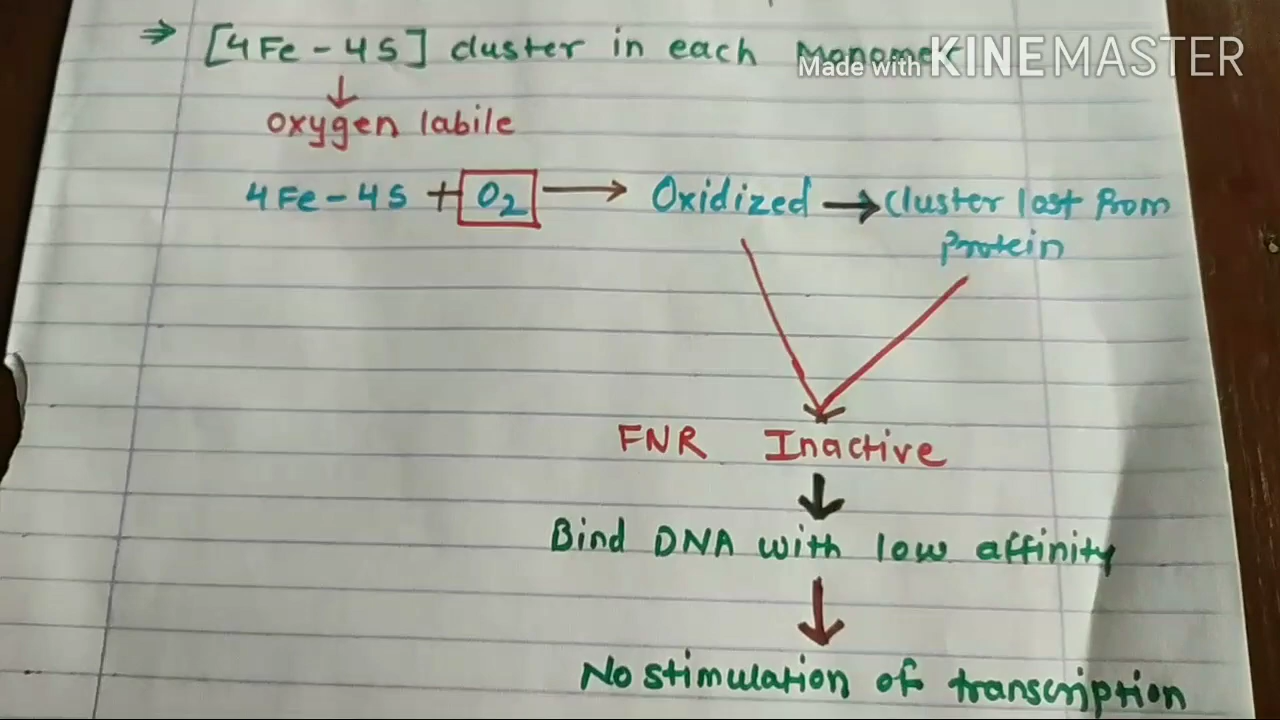 ⇒ [4Fe-4S] cluster in each Monomer
Made with KINEMASTER
↓
oxygen labile
4Fe-4S + O2 → Oxidized → Cluster lost from
Protein
FNR Inactive
↓
Bind DNA with low affinity
↓
No stimulation of transcription